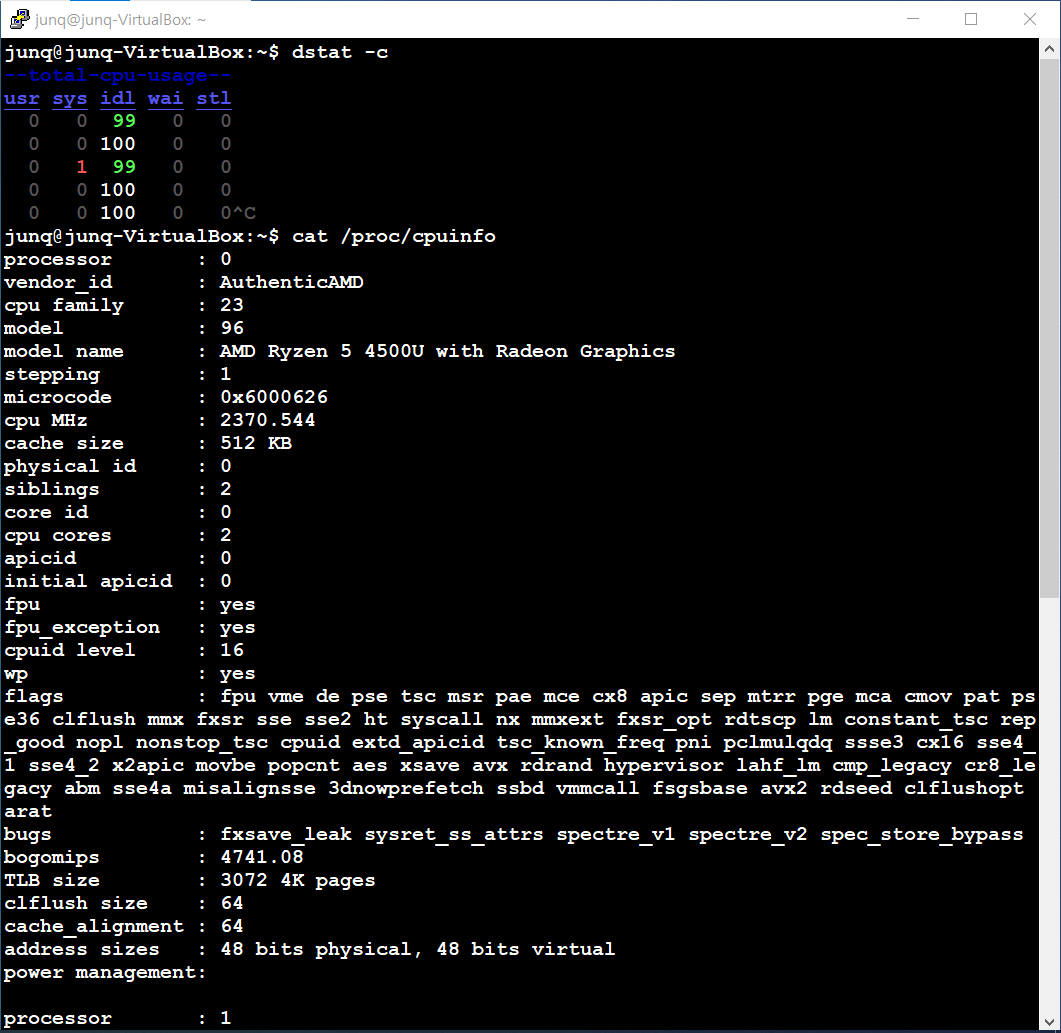 junq@junq-VirtualBox: ~
junq@junq-VirtualBox:~$ dstat -c
--total-cpu-usage--
usr sys idl wai stl
  0   0  99   0   0
  0   0 100   0   0
  0   1  99   0   0
  0   0 100   0   0
  0   0 100   0   0^C
junq@junq-VirtualBox:~$ cat /proc/cpuinfo
processor       : 0
vendor_id       : AuthenticAMD
cpu family      : 23
model           : 96
model name      : AMD Ryzen 5 4500U with Radeon Graphics
stepping        : 1
microcode       : 0x6000626
cpu MHz         : 2370.544
cache size      : 512 KB
physical id     : 0
siblings        : 2
core id         : 0
cpu cores       : 2
apicid          : 0
initial apicid  : 0
fpu             : yes
fpu_exception   : yes
cpuid level     : 16
wp              : yes
flags           : fpu vme de pse tsc msr pae mce cx8 apic sep mtrr pge mca cmov pat ps
e36 clflush mmx fxsr sse sse2 ht syscall nx mmxext fxsr_opt rdtscp lm constant_tsc rep
_good nopl nonstop_tsc cpuid extd_apicid tsc_known_freq pni pclmulqdq ssse3 cx16 sse4_
1 sse4_2 x2apic movbe popcnt aes xsave avx rdrand hypervisor lahf_lm cmp_legacy cr8_le
gacy abm sse4a misalignsse 3dnowprefetch ssbd vmmcall fsgsbase avx2 rdseed clflushopt
arat
bugs            : fxsave_leak sysret_ss_attrs spectre_v1 spectre_v2 spec_store_bypass
bogomips        : 4741.08
TLB size        : 3072 4K pages
clflush size    : 64
cache_alignment : 64
address sizes   : 48 bits physical, 48 bits virtual
power management:
processor       : 1